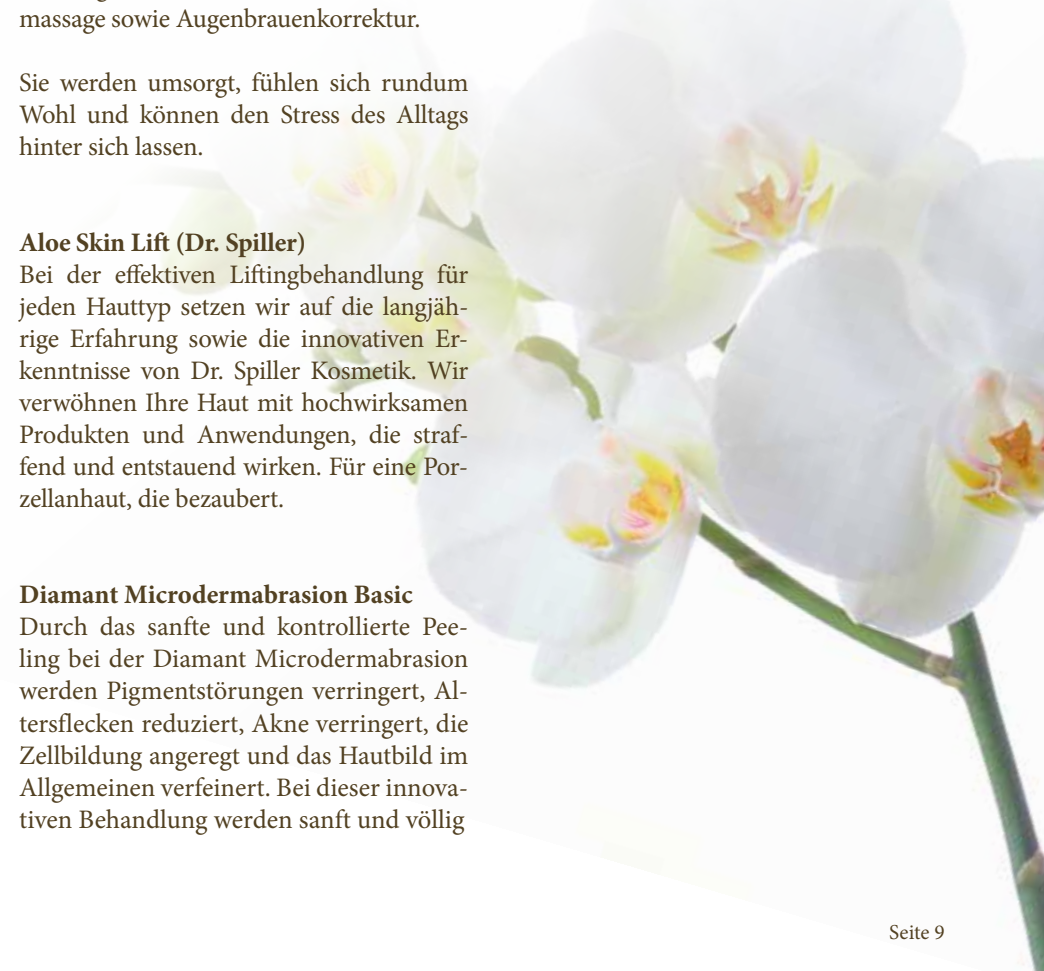 massage sowie Augenbrauenkorrektur.
Sie werden umsorgt, fühlen sich rundum
Wohl und können den Stress des Alltags
hinter sich lassen.
Aloe Skin Lift (Dr. Spiller)
Bei der effektiven Liftingbehandlung für
jeden Hauttyp setzen wir auf die langjäh-
rige Erfahrung sowie die innovativen Er-
kenntnisse von Dr. Spiller Kosmetik. Wir
verwöhnen Ihre Haut mit hochwirksamen
Produkten und Anwendungen, die straf-
fend und entstauend wirken. Für eine Por-
zellanhaut, die bezaubert.
Diamant Microdermabrasion Basic
Durch das sanfte und kontrollierte Pee-
ling bei der Diamant Microdermabrasion
werden Pigmentstörungen verringert, Al-
tersflecken reduziert, Akne verringert, die
Zellbildung angeregt und das Hautbild im
Allgemeinen verfeinert. Bei dieser innova-
tiven Behandlung werden sanft und völlig
Seite 9